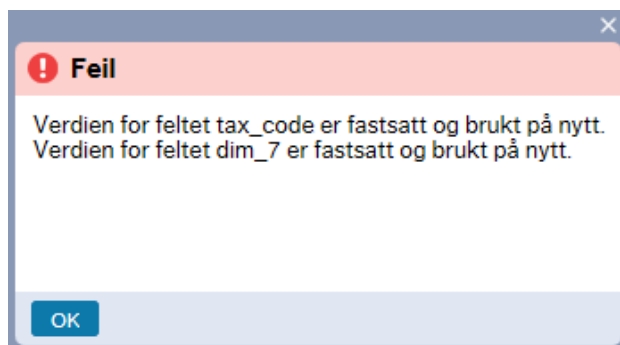 Feil
Verdien for feltet tax_code er fastsatt og brukt på nytt.
Verdien for feltet dim_7 er fastsatt og brukt på nytt.
OK